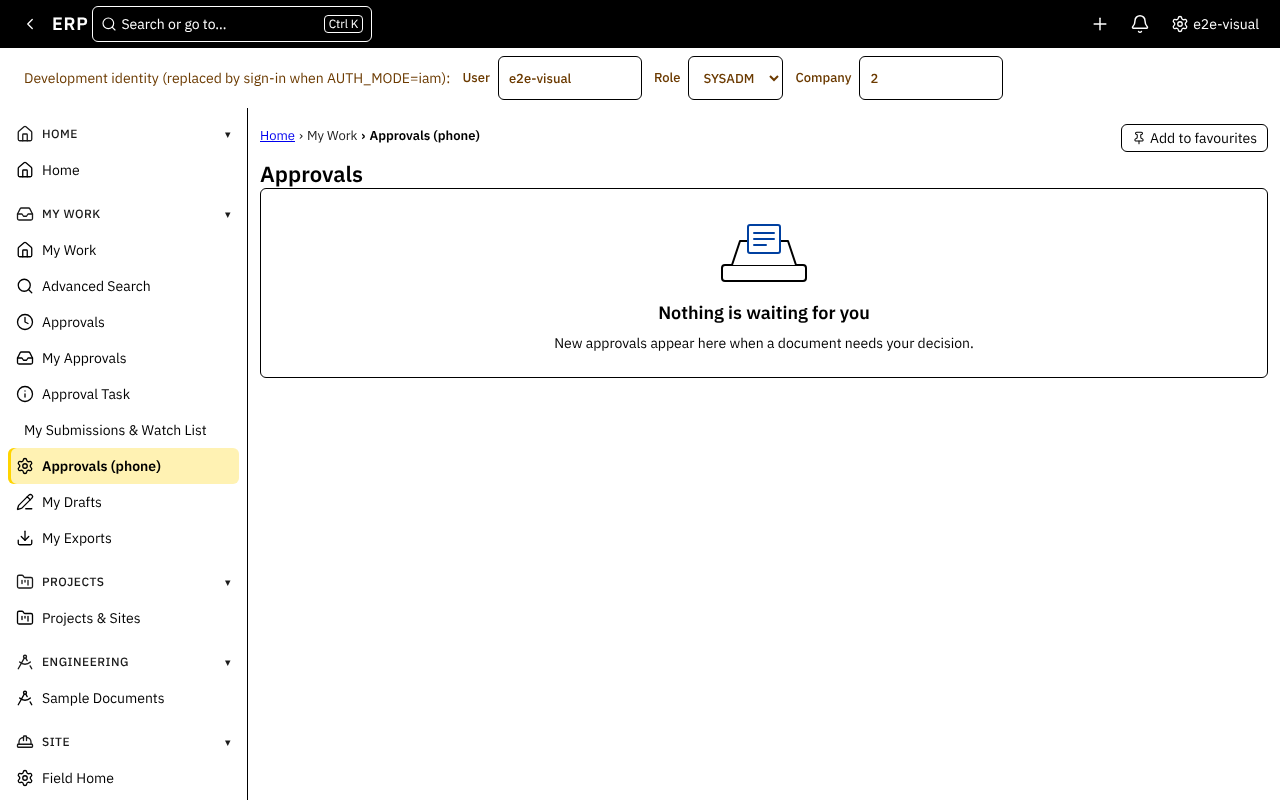 ERP
Search or go to...
Ctrl K
e2e-visual
Development identity (replaced by sign-in when AUTH_MODE=iam):
User
e2e-visual
Role
SYSADM
Company
2
HOME
Home
MY WORK
My Work
Advanced Search
Approvals
My Approvals
Approval Task
My Submissions & Watch List
Approvals (phone)
My Drafts
My Exports
PROJECTS
Projects & Sites
ENGINEERING
Sample Documents
SITE
Field Home
Home › My Work › Approvals (phone)
Add to favourites
Approvals
Nothing is waiting for you
New approvals appear here when a document needs your decision.